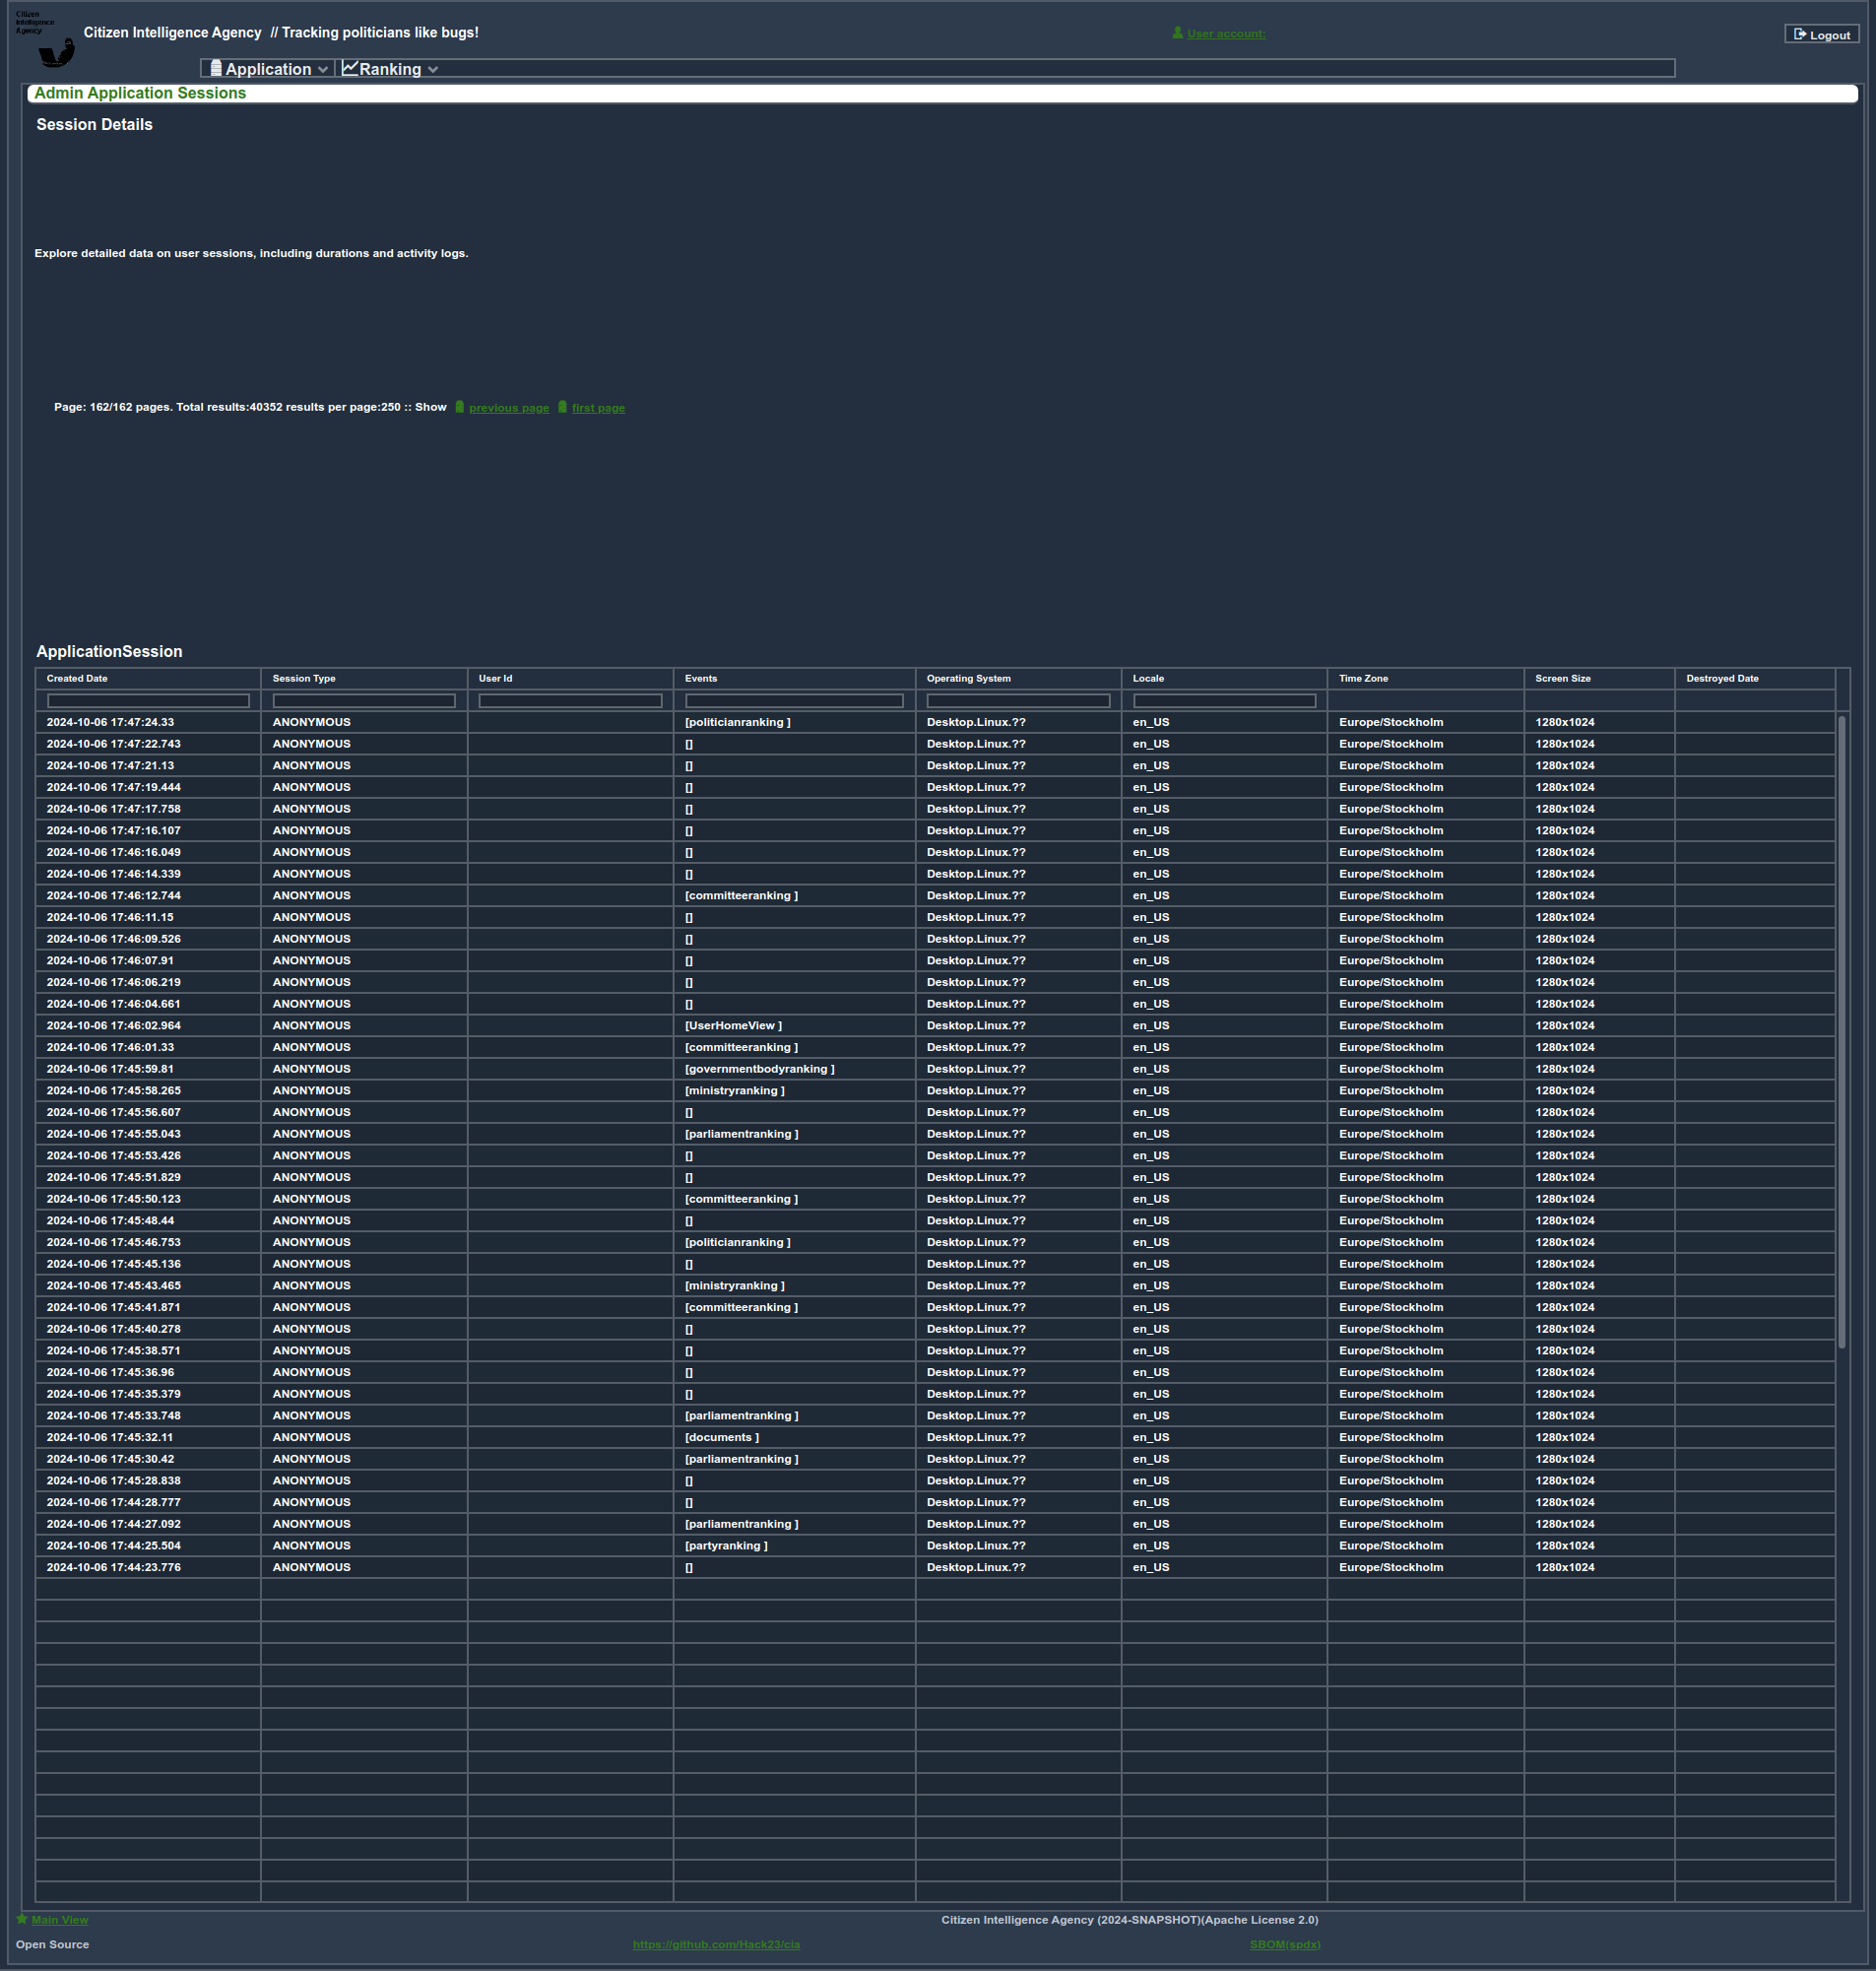 Citizen
Intelligence
Agency
Citizen Intelligence Agency // Tracking politicians like bugs!
User account:
Logout
Application Ranking
Admin Application Sessions
Session Details
Explore detailed data on user sessions, including durations and activity logs.
Page: 162/162 pages. Total results:40352 results per page:250 :: Show previous page first page
ApplicationSession
Created Date Session Type User Id Events Operating System Locale Time Zone Screen Size Destroyed Date
2024-10-06 17:47:24.33 ANONYMOUS [politicianranking ] Desktop.Linux.?? en_US Europe/Stockholm 1280x1024
2024-10-06 17:47:22.743 ANONYMOUS [] Desktop.Linux.?? en_US Europe/Stockholm 1280x1024
2024-10-06 17:47:21.13 ANONYMOUS [] Desktop.Linux.?? en_US Europe/Stockholm 1280x1024
2024-10-06 17:47:19.444 ANONYMOUS [] Desktop.Linux.?? en_US Europe/Stockholm 1280x1024
2024-10-06 17:47:17.758 ANONYMOUS [] Desktop.Linux.?? en_US Europe/Stockholm 1280x1024
2024-10-06 17:47:16.107 ANONYMOUS [] Desktop.Linux.?? en_US Europe/Stockholm 1280x1024
2024-10-06 17:46:16.049 ANONYMOUS [] Desktop.Linux.?? en_US Europe/Stockholm 1280x1024
2024-10-06 17:46:14.339 ANONYMOUS [] Desktop.Linux.?? en_US Europe/Stockholm 1280x1024
2024-10-06 17:46:12.744 ANONYMOUS [committeeranking ] Desktop.Linux.?? en_US Europe/Stockholm 1280x1024
2024-10-06 17:46:11.15 ANONYMOUS [] Desktop.Linux.?? en_US Europe/Stockholm 1280x1024
2024-10-06 17:46:09.526 ANONYMOUS [] Desktop.Linux.?? en_US Europe/Stockholm 1280x1024
2024-10-06 17:46:07.91 ANONYMOUS [] Desktop.Linux.?? en_US Europe/Stockholm 1280x1024
2024-10-06 17:46:06.219 ANONYMOUS [] Desktop.Linux.?? en_US Europe/Stockholm 1280x1024
2024-10-06 17:46:04.661 ANONYMOUS [] Desktop.Linux.?? en_US Europe/Stockholm 1280x1024
2024-10-06 17:46:02.964 ANONYMOUS [UserHomeView ] Desktop.Linux.?? en_US Europe/Stockholm 1280x1024
2024-10-06 17:46:01.33 ANONYMOUS [committeeranking ] Desktop.Linux.?? en_US Europe/Stockholm 1280x1024
2024-10-06 17:45:59.81 ANONYMOUS [governmentbodyranking ] Desktop.Linux.?? en_US Europe/Stockholm 1280x1024
2024-10-06 17:45:58.265 ANONYMOUS [ministryranking ] Desktop.Linux.?? en_US Europe/Stockholm 1280x1024
2024-10-06 17:45:56.607 ANONYMOUS [] Desktop.Linux.?? en_US Europe/Stockholm 1280x1024
2024-10-06 17:45:55.043 ANONYMOUS [parliamentranking ] Desktop.Linux.?? en_US Europe/Stockholm 1280x1024
2024-10-06 17:45:53.426 ANONYMOUS [] Desktop.Linux.?? en_US Europe/Stockholm 1280x1024
2024-10-06 17:45:51.829 ANONYMOUS [] Desktop.Linux.?? en_US Europe/Stockholm 1280x1024
2024-10-06 17:45:50.123 ANONYMOUS [committeeranking ] Desktop.Linux.?? en_US Europe/Stockholm 1280x1024
2024-10-06 17:45:48.44 ANONYMOUS [] Desktop.Linux.?? en_US Europe/Stockholm 1280x1024
2024-10-06 17:45:46.753 ANONYMOUS [politicianranking ] Desktop.Linux.?? en_US Europe/Stockholm 1280x1024
2024-10-06 17:45:45.136 ANONYMOUS [] Desktop.Linux.?? en_US Europe/Stockholm 1280x1024
2024-10-06 17:45:43.465 ANONYMOUS [ministryranking ] Desktop.Linux.?? en_US Europe/Stockholm 1280x1024
2024-10-06 17:45:41.871 ANONYMOUS [committeeranking ] Desktop.Linux.?? en_US Europe/Stockholm 1280x1024
2024-10-06 17:45:40.278 ANONYMOUS [] Desktop.Linux.?? en_US Europe/Stockholm 1280x1024
2024-10-06 17:45:38.571 ANONYMOUS [] Desktop.Linux.?? en_US Europe/Stockholm 1280x1024
2024-10-06 17:45:36.96 ANONYMOUS [] Desktop.Linux.?? en_US Europe/Stockholm 1280x1024
2024-10-06 17:45:35.379 ANONYMOUS [] Desktop.Linux.?? en_US Europe/Stockholm 1280x1024
2024-10-06 17:45:33.748 ANONYMOUS [parliamentranking ] Desktop.Linux.?? en_US Europe/Stockholm 1280x1024
2024-10-06 17:45:32.11 ANONYMOUS [documents ] Desktop.Linux.?? en_US Europe/Stockholm 1280x1024
2024-10-06 17:45:30.42 ANONYMOUS [parliamentranking ] Desktop.Linux.?? en_US Europe/Stockholm 1280x1024
2024-10-06 17:45:28.838 ANONYMOUS [] Desktop.Linux.?? en_US Europe/Stockholm 1280x1024
2024-10-06 17:44:28.777 ANONYMOUS [] Desktop.Linux.?? en_US Europe/Stockholm 1280x1024
2024-10-06 17:44:27.092 ANONYMOUS [parliamentranking ] Desktop.Linux.?? en_US Europe/Stockholm 1280x1024
2024-10-06 17:44:25.504 ANONYMOUS [partyranking ] Desktop.Linux.?? en_US Europe/Stockholm 1280x1024
2024-10-06 17:44:23.776 ANONYMOUS [] Desktop.Linux.?? en_US Europe/Stockholm 1280x1024
Main View Citizen Intelligence Agency (2024-SNAPSHOT)(Apache License 2.0)
Open Source https://github.com/Hack23/cia SBOM(spdx)